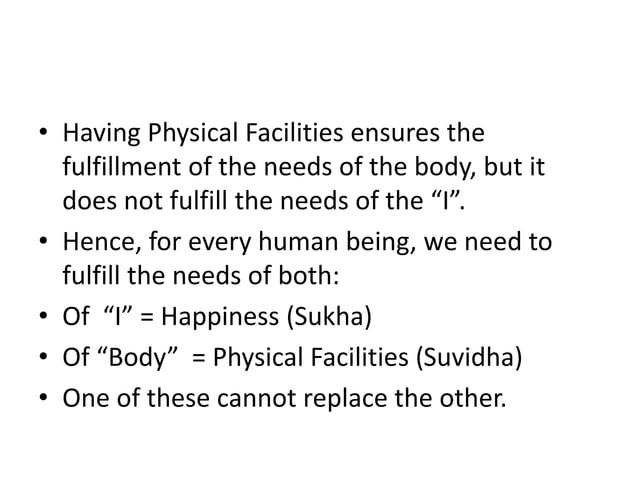 • Having Physical Facilities ensures the
fulfillment of the needs of the body, but it
does not fulfill the needs of the “I”.
• Hence, for every human being, we need to
fulfill the needs of both:
• Of  “I” = Happiness (Sukha)
• Of “Body”  = Physical Facilities (Suvidha)
• One of these cannot replace the other.